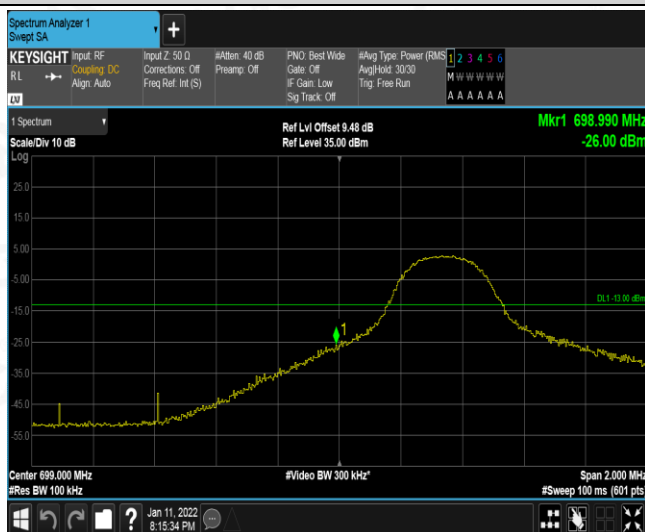 Spectrum Analyzer 1
Swept SA
+
KEYSIGHT
RL
LXI
Input: RF
Coupling: DC
Align: Auto
Input Z: 50 Ω
Corrections: Off
Freq Ref: Int (S)
#Atten: 40 dB
Preamp: Off
PNO: Best Wide
Gate: Off
IF Gain: Low
Sig Track: Off
#Avg Type: Power (RMS
Avg|Hold: 30/30
Trig: Free Run
1 2 3 4 5 6
M W W W W W
A A A A A A
1 Spectrum
Scale/Div 10 dB
Log
Ref Lvl Offset 9.48 dB
Ref Level 35.00 dBm
Mkr1 698.990 MHz
-26.00 dBm
25.0
15.0
5.00
-5.00
-15.0
-25.0
-35.0
-45.0
-55.0
DL1 -13.00 dBm
1
Center 699.000 MHz
#Res BW 100 kHz
#Video BW 300 kHz*
Span 2.000 MHz
#Sweep 100 ms (601 pts)
?
Jan 11, 2022
8:15:34 PM